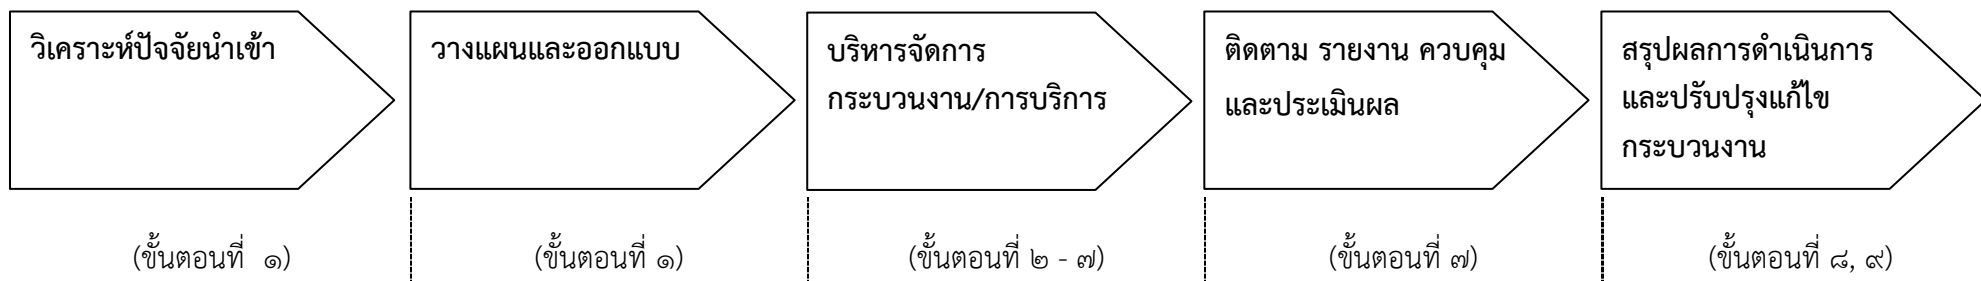 วิเคราะห์ปัจจัยนำเข้า
วางแผนและออกแบบ
บริหารจัดการ
กระบวนงาน/การบริการ
ติดตาม รายงาน ควบคุม
และประเมินผล
สรุปผลการดำเนินการ
และปรับปรุงแก้ไข
กระบวนงาน
(ขั้นตอนที่ ๑)
(ขั้นตอนที่ ๑)
(ขั้นตอนที่ ๒ - ๗)
(ขั้นตอนที่ ๗)
(ขั้นตอนที่ ๘, ๙)